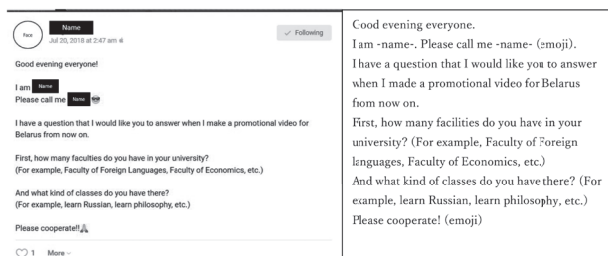 Face
Name
Jul 20, 2018 at 2:47 am
Following
Good evening everyone!
I am Name
Please call me Name
I have a question that I would like you to answer when I make a promotional video for
Belarus from now on.
First, how many faculties do you have in your university?
(For example, Faculty of Foreign Languages, Faculty of Economics, etc.)
And what kind of classes do you have there?
(For example, learn Russian, learn philosophy, etc.)
Please cooperate!!
1 More
Good evening everyone.
I am -name-. Please call me -name- (emoji).
I have a question that I would like you to answer
when I made a promotional video for Belarus
from now on.
First, how many facilities do you have in your
university? (For example, Faculty of Foreign
languages, Faculty of Economics, etc.)
And what kind of classes do you have there? (For
example, learn Russian, learn philosophy, etc.)
Please cooperate! (emoji)